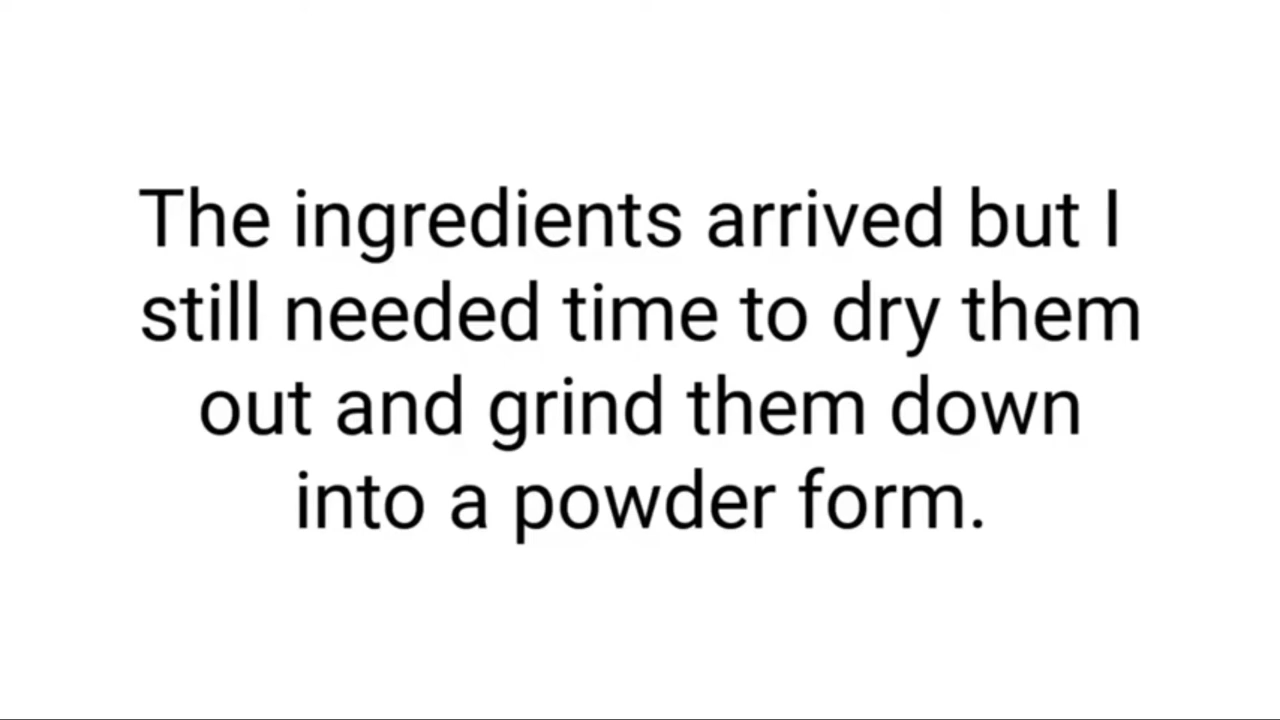 The ingredients arrived but I
still needed time to dry them
out and grind them down
into a powder form.